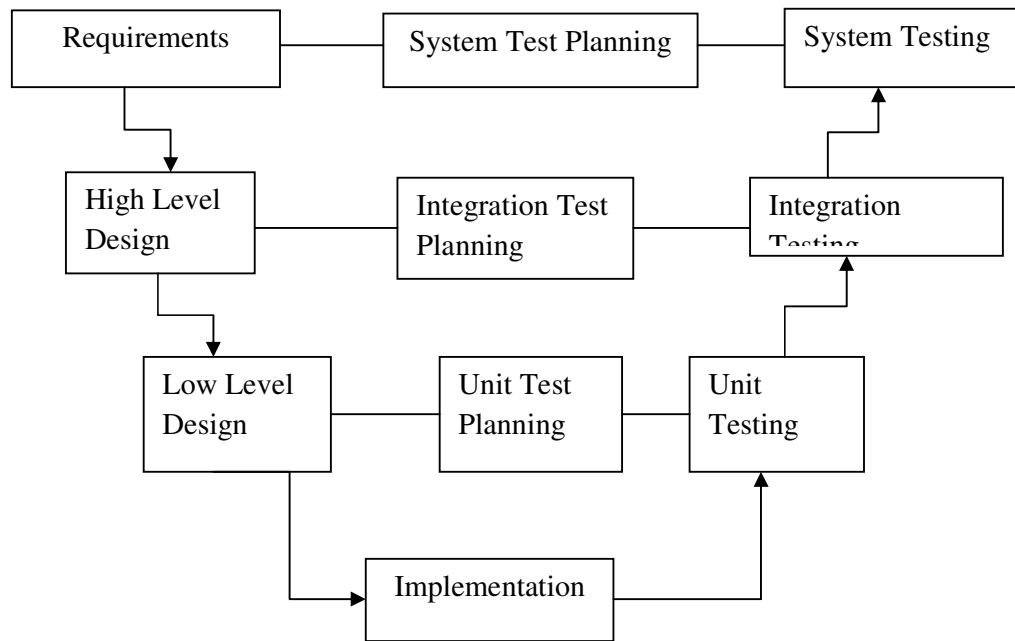 Requirements
System Test Planning
System Testing
High Level
Design
Integration Test
Planning
Integration
Testing
Low Level
Design
Unit Test
Planning
Unit
Testing
Implementation